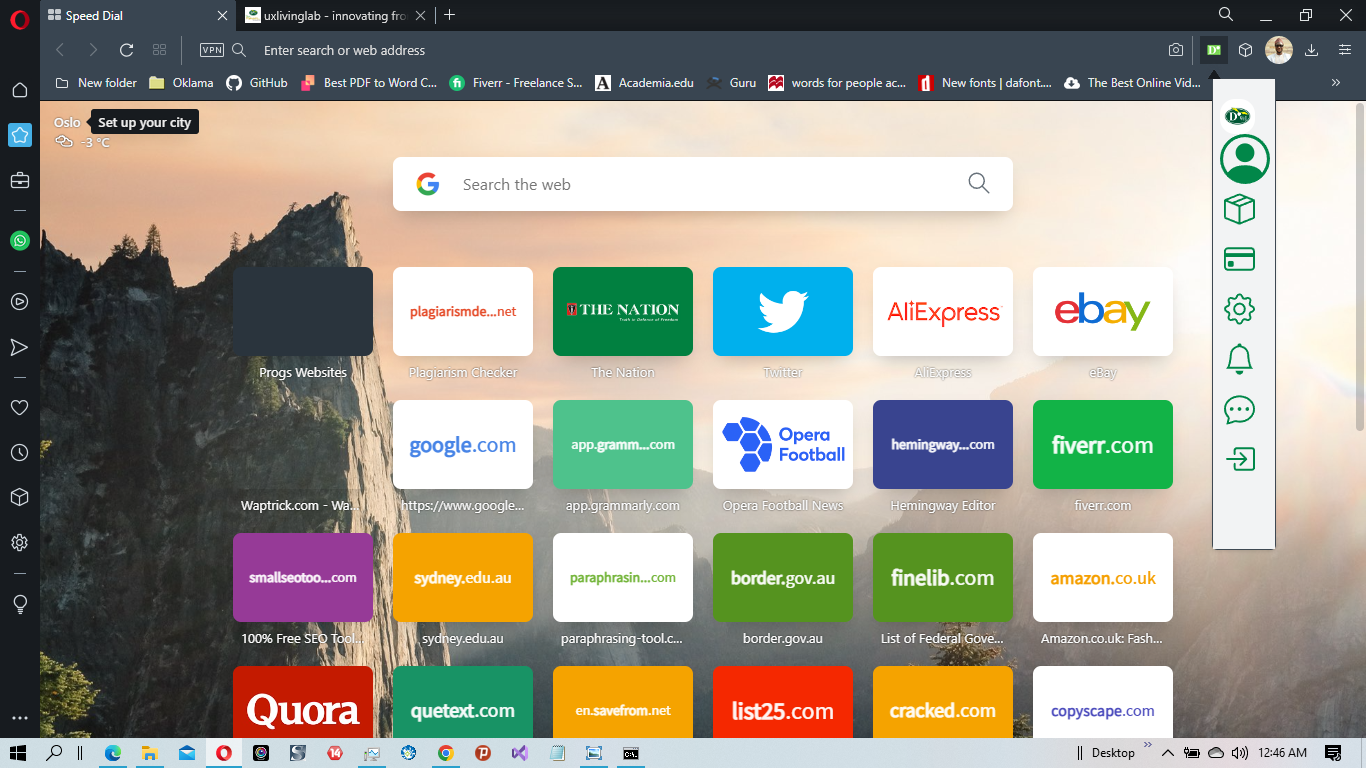 Speed Dial
uxlivinglab - innovating fro
VPN
Enter search or web address
New folder
Oklama
GitHub
Best PDF to Word C...
Fiverr - Freelance S...
Academia.edu
Guru
words for people ac...
New fonts | dafont....
The Best Online Vid...
Oslo
Set up your city
-3 °C
Search the web
plagiarismde...net
THE NATION
Truth is Defence of Freedom
AliExpress
ebay
Progs Websites
Plagiarism Checker
The Nation
Twitter
AliExpress
eBay
google.com
app.gramm...com
Opera
Football
hemingway...com
fiverr.com
Waptrick.com - Wa...
https://www.google...
app.grammarly.com
Opera Football News
Hemingway Editor
fiverr.com
smallseotoo...com
sydney.edu.au
paraphrasin...com
border.gov.au
finelib.com
amazon.co.uk
100% Free SEO Tool...
sydney.edu.au
paraphrasing-tool.c...
border.gov.au
List of Federal Gove...
Amazon.co.uk: Fash...
Quora
quetext.com
en.savefrom.net
list25.com
cracked.com
copyscape.com
14
Desktop
12:46 AM